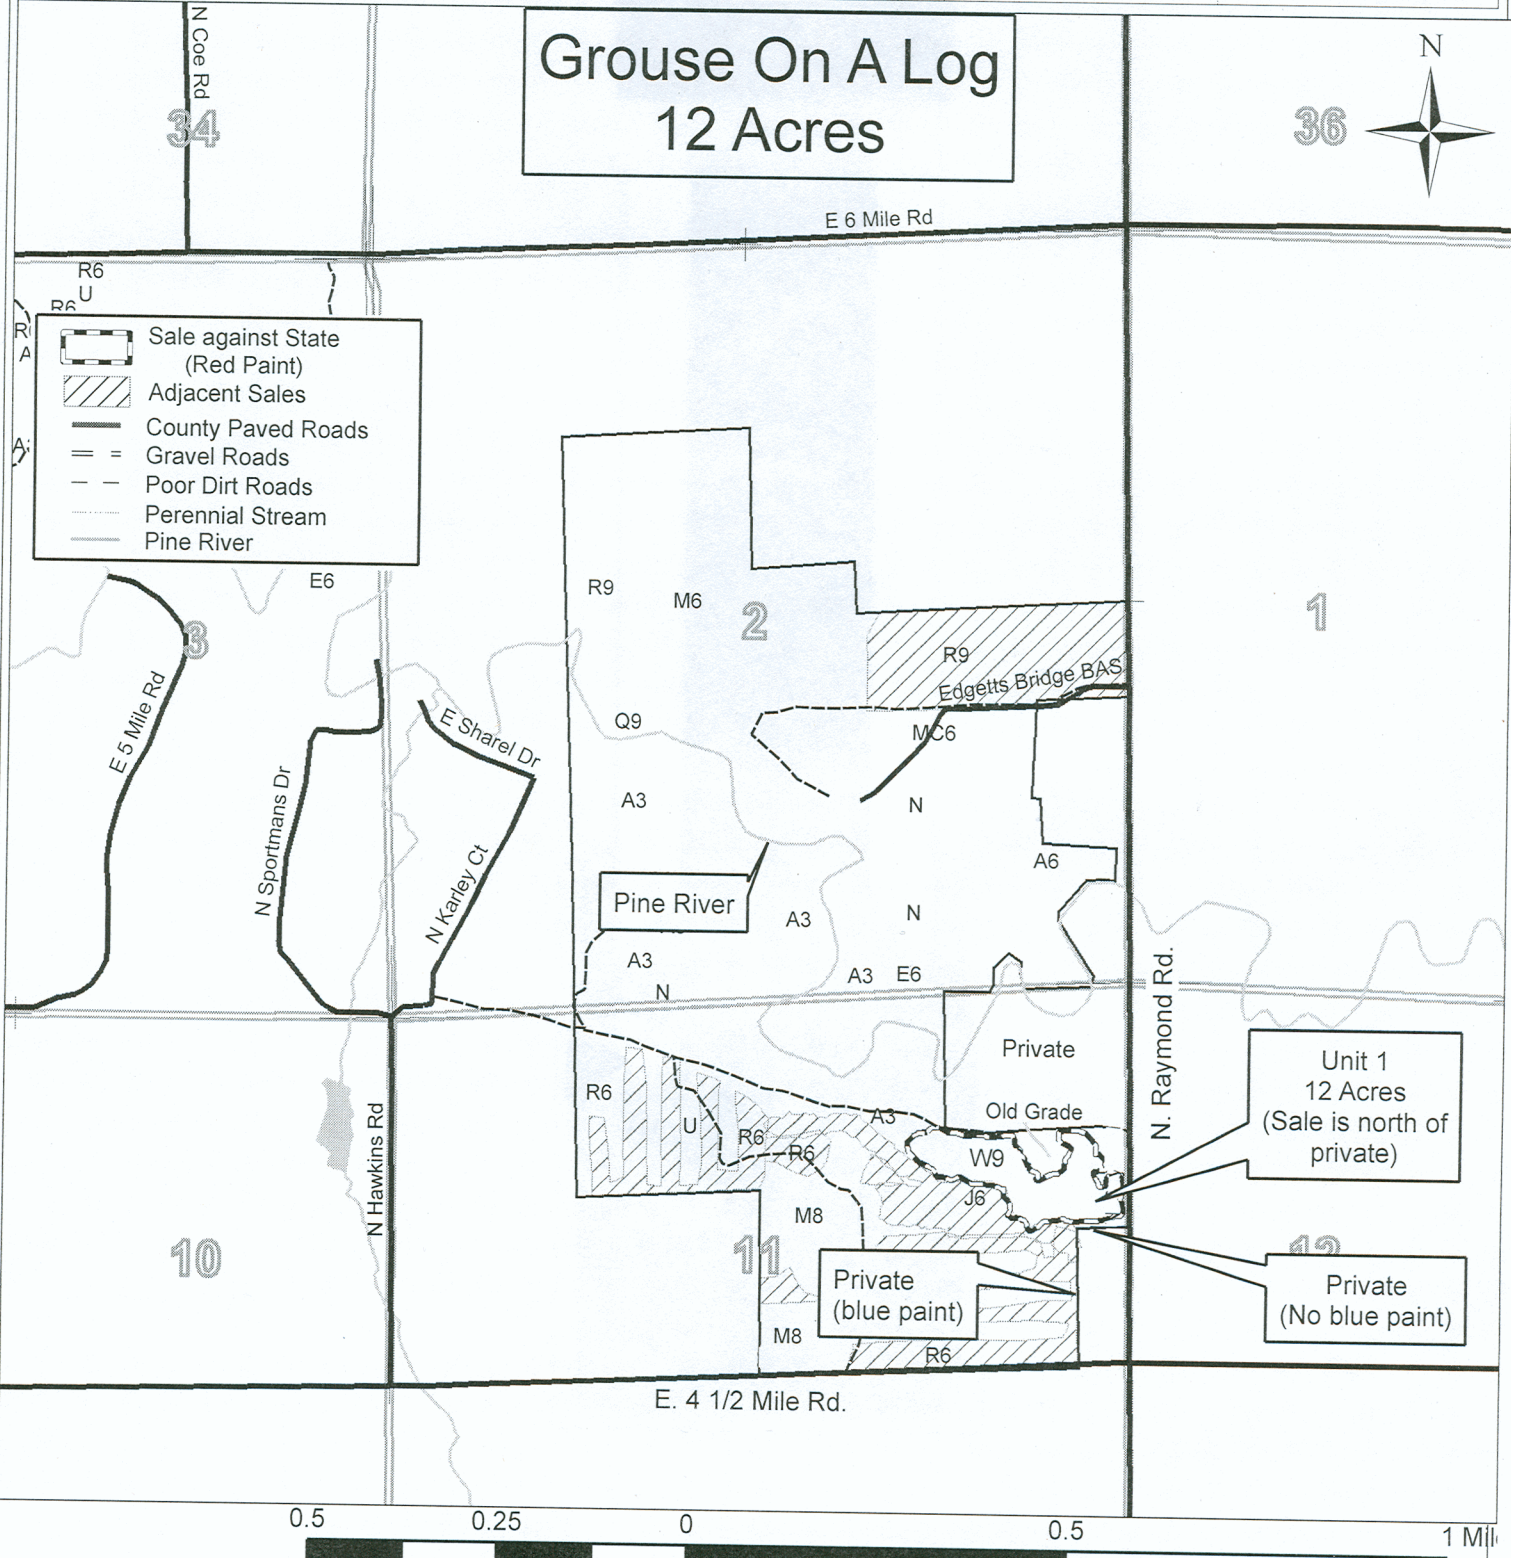 N Coe Rd
Grouse On A Log
12 Acres
N
34
36
E 6 Mile Rd
R6
U
R6
R
A
Sale against State
(Red Paint)
Adjacent Sales
County Paved Roads
Gravel Roads
Poor Dirt Roads
Perennial Stream
Pine River
E6
R9
M6
2
1
3
R9
Edgetts Bridge BAS
E 5 Mile Rd
E Sharel Dr
Q9
MC6
N Sportmans Dr
A3
N
N Karley Ct
A6
Pine River
A3
N
A3
N
A3
E6
N. Raymond Rd.
Private
Unit 1
12 Acres
(Sale is north of
private)
R6
U
R6
R6
A3
Old Grade
W9
J6
N Hawkins Rd
M8
10
11
12
Private
(blue paint)
Private
(No blue paint)
M8
R6
E. 4 1/2 Mile Rd.
0.5
0.25
0
0.5
1 Mil